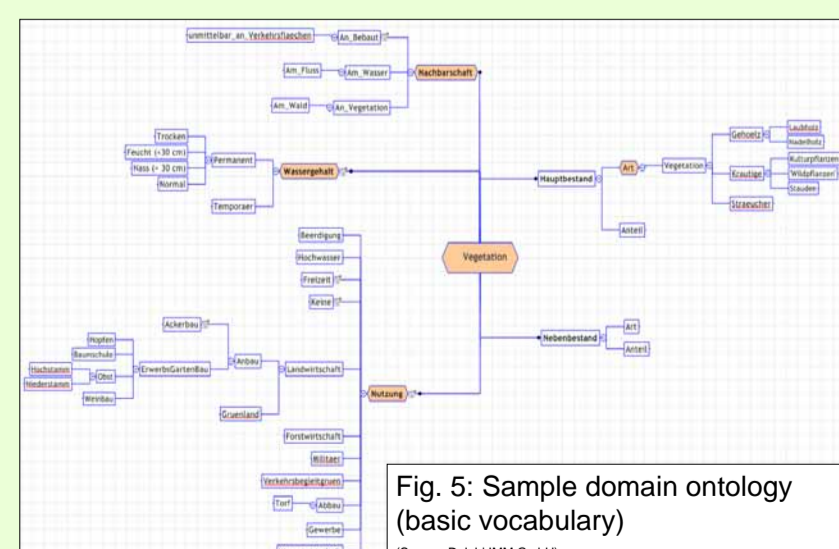 unmittelbar_an_Verkehrsflaechen
An_Bebaut
Am_Fluss
Am_Wasser
Nachbarschaft
Am_Wald
An_Vegetation
Trocken
Feucht (<30 cm)
Nass (> 30 cm)
Normal
Permanent
Temporaer
Wassergehalt
Hauptbestand
Art
Vegetation
Gehoelz
Laubholz
Nadelholz
Krautige
Kulturpflanzen
Wildpflanzen
Stauden
Straeucher
Anteil
Vegetation
Nebenbestand
Art
Anteil
Beerdigung
Hochwasser
Freizeit
Keine
Ackerbau
Hopfen
Baumschule
Hochstamm
Niederstamm
Obst
Weinbau
ErwerbsGartenBau
Anbau
Landwirtschaft
Gruenland
Nutzung
Forstwirtschaft
Militaer
Verkehrsbegleitgruen
Torf
Abbau
Gewerbe
Fig. 5: Sample domain ontology
(basic vocabulary)